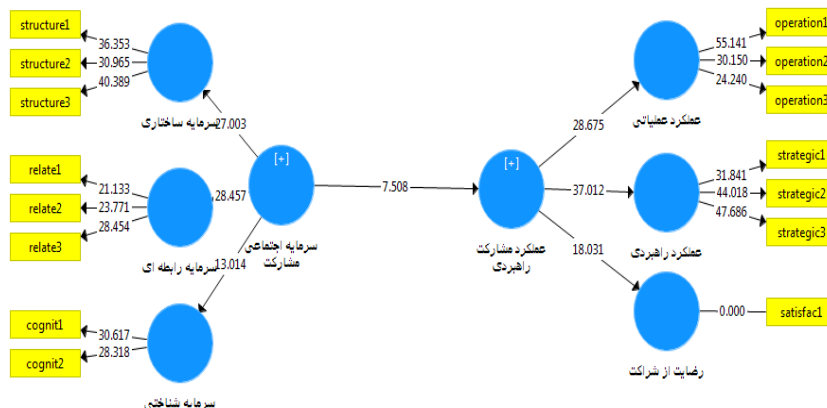 structure1
36.353
structure2
30.965
structure3
40.389
سرمایه ساختاری
27.003
relate1
21.133
relate2
23.771
relate3
28.454
سرمایه رابطه ای
28.457
cognit1
30.617
cognit2
28.318
سرمایه شناختی
13.014
[+]
سرمایه اجتماعی
مشارکت
7.508
[+]
عملکرد مشارکت
راهبردی
28.675
37.012
18.031
operation1
55.141
operation2
30.150
operation3
24.240
عملکرد عملیاتی
strategic1
31.841
strategic2
44.018
strategic3
47.686
عملکرد راهبردی
0.000
satisfac1
رضایت از شراکت